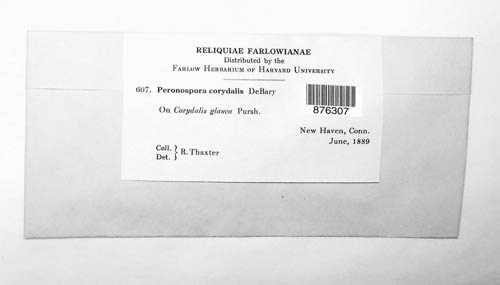 RELIQUIAE FARLOWIANAE
Distributed by the
FARLOW HERBARIUM OF HARVARD UNIVERSITY
607. Peronospora corydalis DeBary
On Corydalis glauca Pursh.
876307
New Haven, Conn.
June, 1889
Coll. } R. Thaxter
Det.